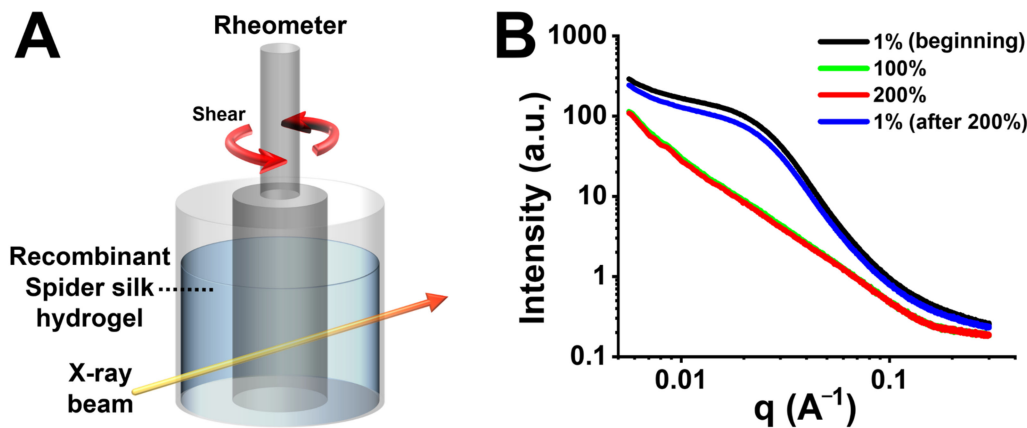 A
Rheometer
Shear
Recombinant
Spider silk
hydrogel
X-ray
beam
B
Intensity (a.u.)
1000
100
10
1
0.1
0.01
0.1
q (A⁻¹)
1% (beginning)
100%
200%
1% (after 200%)